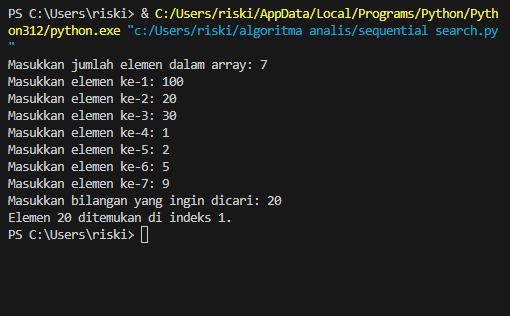 PS C:\Users\riski> & C:/Users/riski/AppData/Local/Programs/Python/Pyth
on312/python.exe "c:/Users/riski/algoritma analis/sequential search.py
"
Masukkan jumlah elemen dalam array: 7
Masukkan elemen ke-1: 100
Masukkan elemen ke-2: 20
Masukkan elemen ke-3: 30
Masukkan elemen ke-4: 1
Masukkan elemen ke-5: 2
Masukkan elemen ke-6: 5
Masukkan elemen ke-7: 9
Masukkan bilangan yang ingin dicari: 20
Elemen 20 ditemukan di indeks 1.
PS C:\Users\riski>